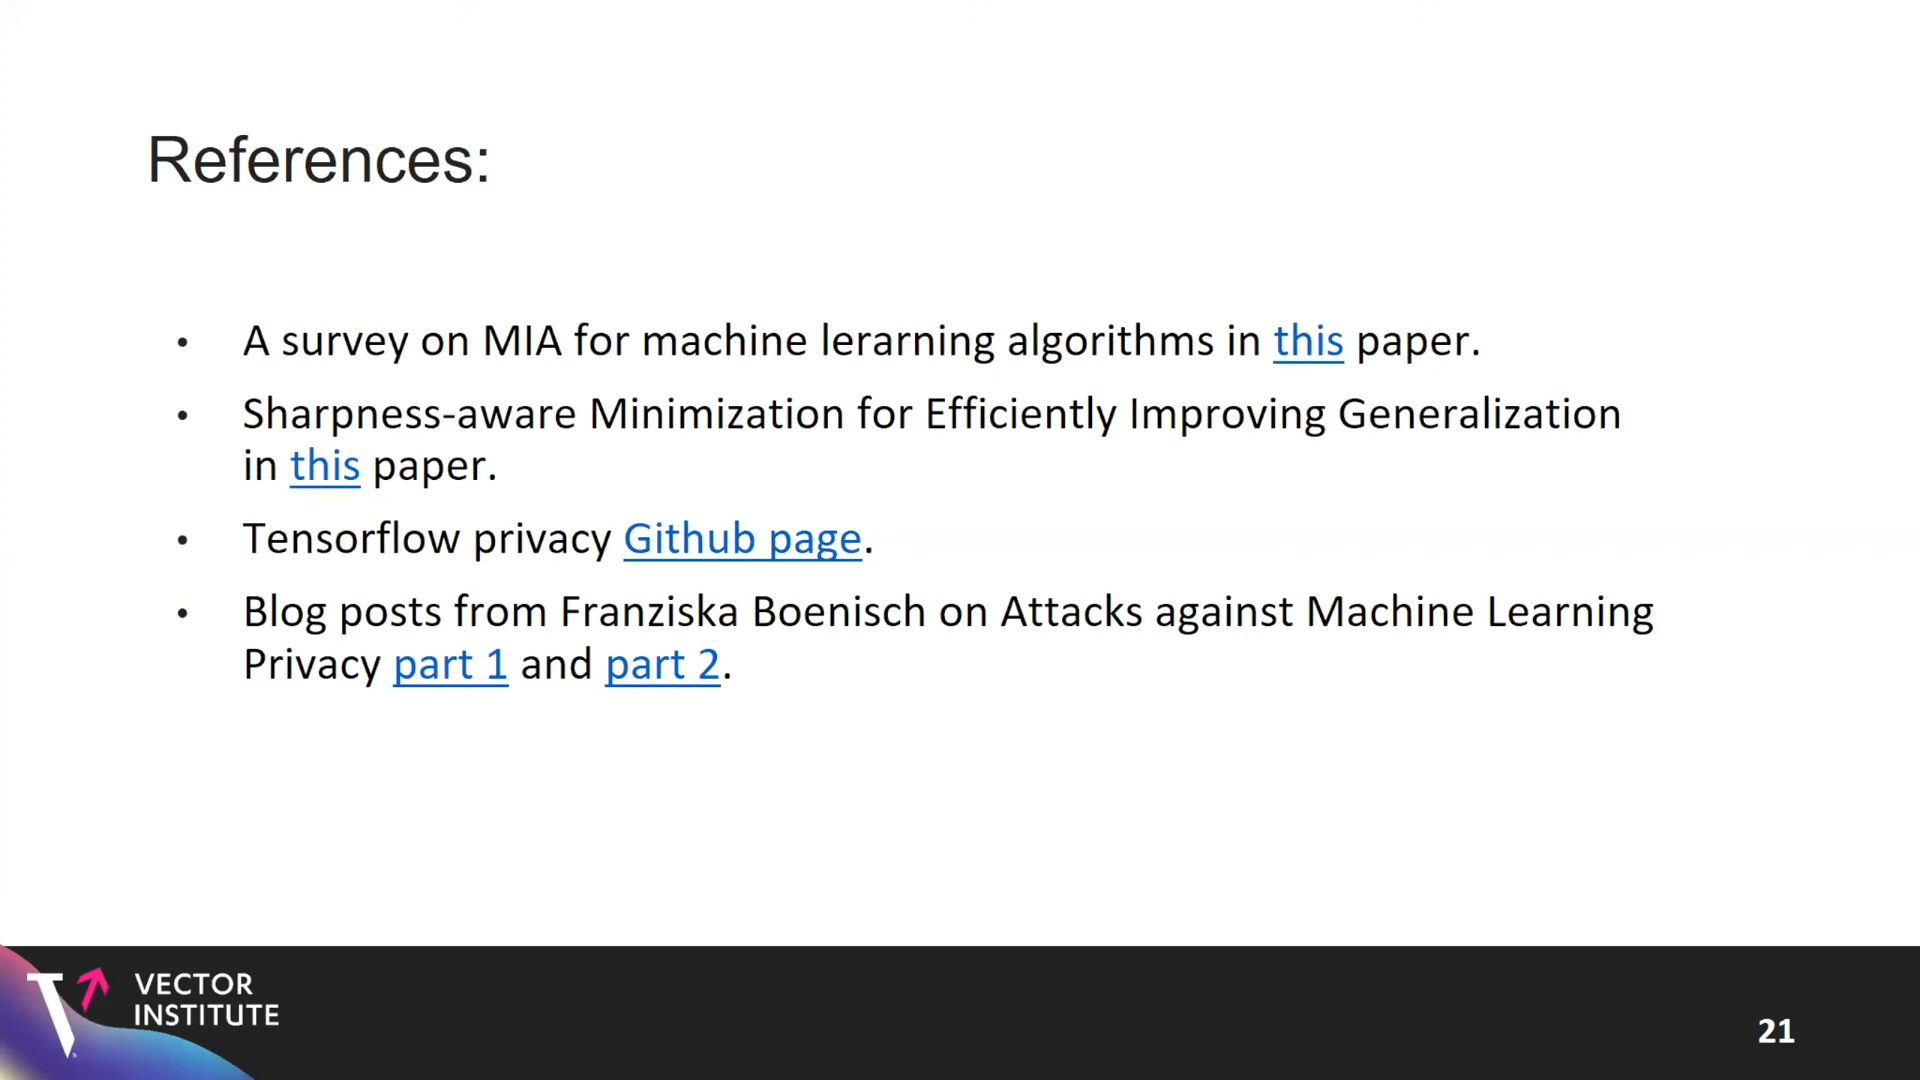 References:
• A survey on MIA for machine lerarning algorithms in this paper.
• Sharpness-aware Minimization for Efficiently Improving Generalization
in this paper.
• Tensorflow privacy Github page.
• Blog posts from Franziska Boenisch on Attacks against Machine Learning
Privacy part 1 and part 2.
VECTOR
INSTITUTE
21